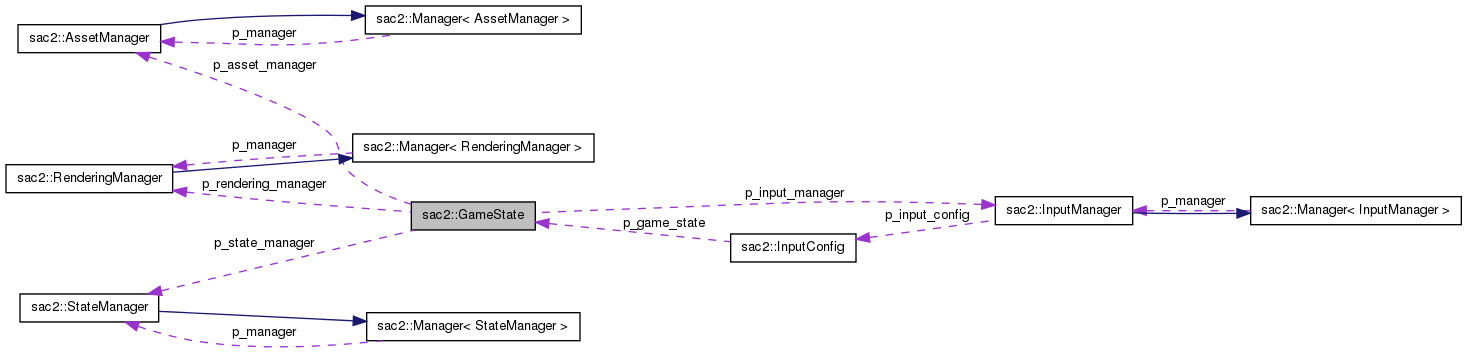 sac2::Manager< AssetManager >
p_manager
sac2::AssetManager
p_asset_manager
sac2::Manager< RenderingManager >
p_manager
sac2::RenderingManager
p_rendering_manager
p_input_manager
sac2::GameState
p_game_state
p_input_config
sac2::InputManager
p_manager
sac2::Manager< InputManager >
sac2::InputConfig
p_state_manager
sac2::StateManager
sac2::Manager< StateManager >
p_manager